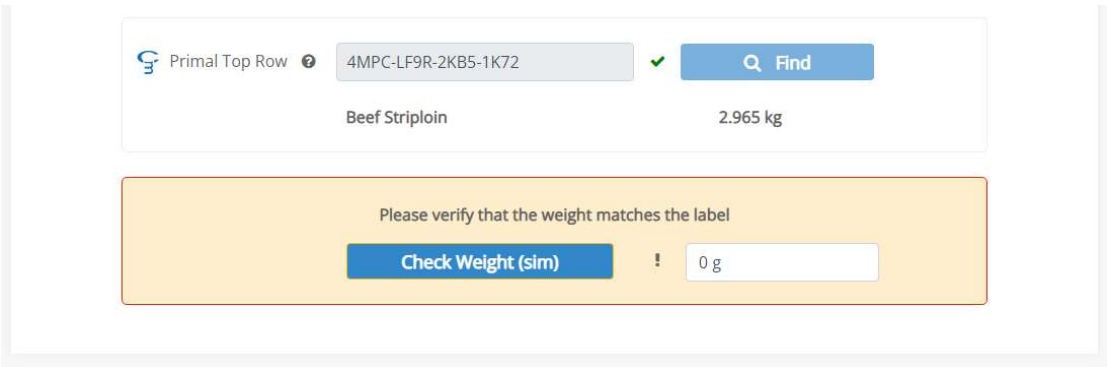 Primal Top Row ? 4MPC-LF9R-2KB5-1K72 Find
Beef Striploin 2.965 kg
Please verify that the weight matches the label
Check Weight (sim) ! 0 g